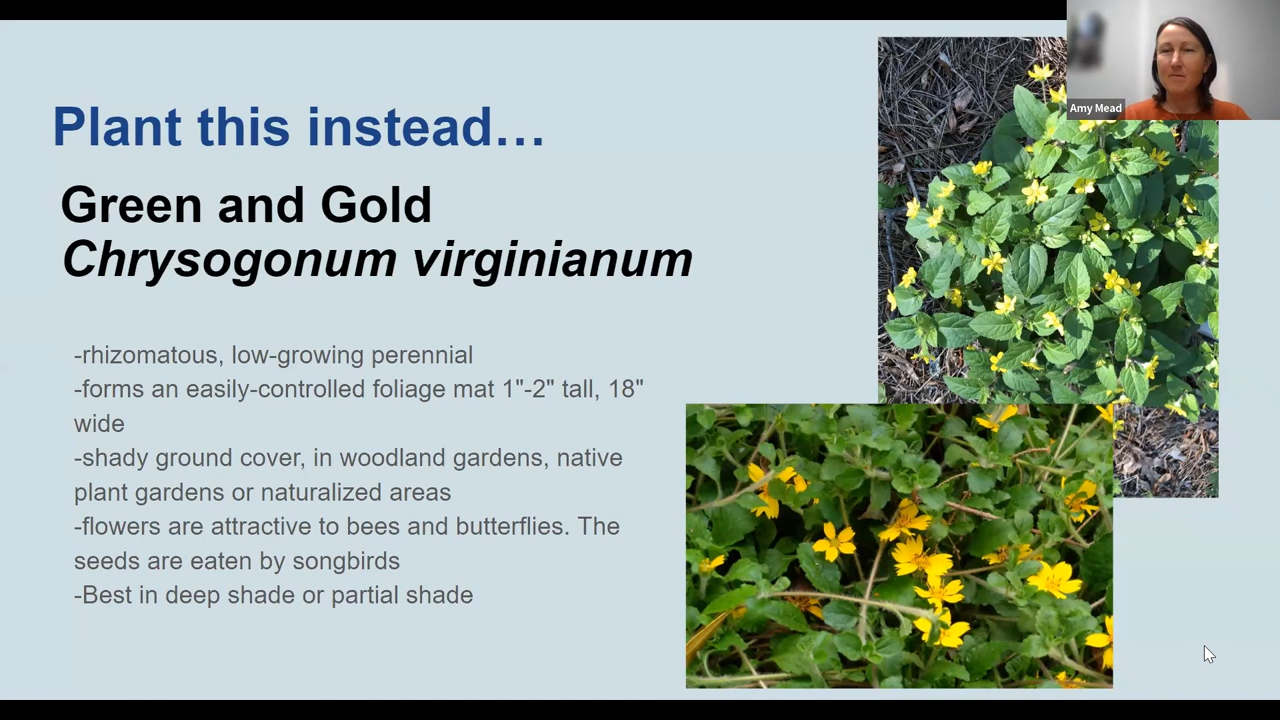 Amy Mead
Plant this instead…
Green and Gold
Chrysogonum virginianum
-rhizomatous, low-growing perennial
-forms an easily-controlled foliage mat 1"-2" tall, 18"
wide
-shady ground cover, in woodland gardens, native
plant gardens or naturalized areas
-flowers are attractive to bees and butterflies. The
seeds are eaten by songbirds
-Best in deep shade or partial shade